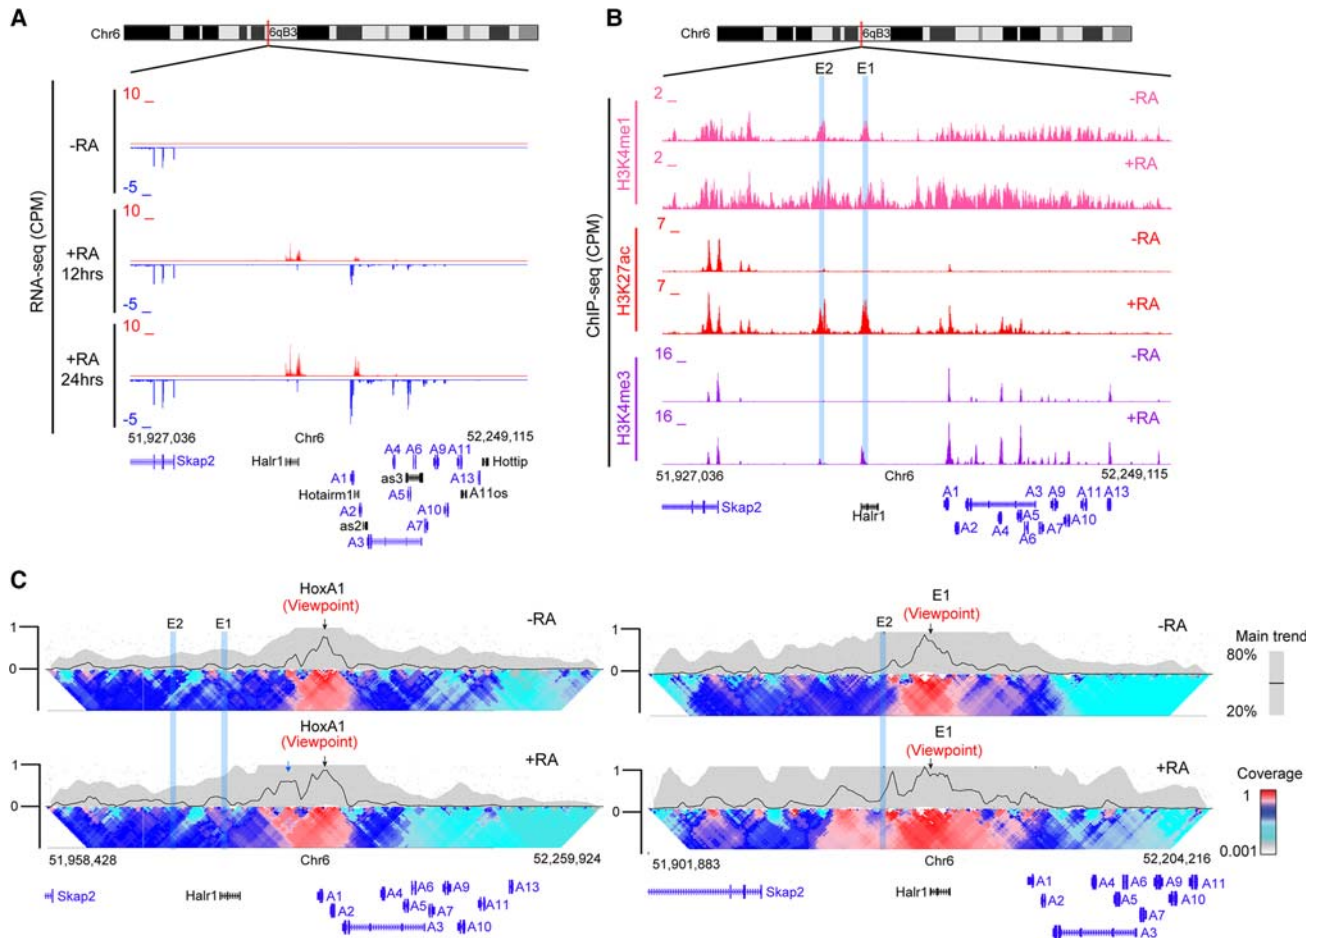 A
Chr6
6qB3
RNA-seq (CPM)
10
-RA
-5
10
+RA
12hrs
-5
10
+RA
24hrs
-5
51,927,036
Chr6
52,249,115
Skap2
Halr1
A4
A6
A9
A11
Hottip
A1
as3
A13
Hotairm1
A5
A11os
A2
A10
as2
A7
A3
B
Chr6
6qB3
E2
E1
ChIP-seq (CPM)
H3K4me1
2
-RA
2
+RA
H3K27ac
7
-RA
7
+RA
H3K4me3
16
-RA
16
+RA
51,927,036
Chr6
52,249,115
A1
A3
A9
A11
A13
Skap2
Halr1
A2
A4
A5
A10
A6
A7
C
HoxA1
(Viewpoint)
E2
E1
-RA
1
0
HoxA1
(Viewpoint)
+RA
1
0
51,958,428
Chr6
52,259,924
Skap2
Halr1
A1
A4
A6
A9
A13
A2
A5
A7
A11
A3
A10
E1
(Viewpoint)
E2
-RA
1
0
E1
(Viewpoint)
+RA
1
0
51,901,883
Chr6
52,204,216
Skap2
Halr1
A1
A4
A6
A9
A11
A2
A5
A10
A7
A3
Main trend
80%
20%
Coverage
1
0.001